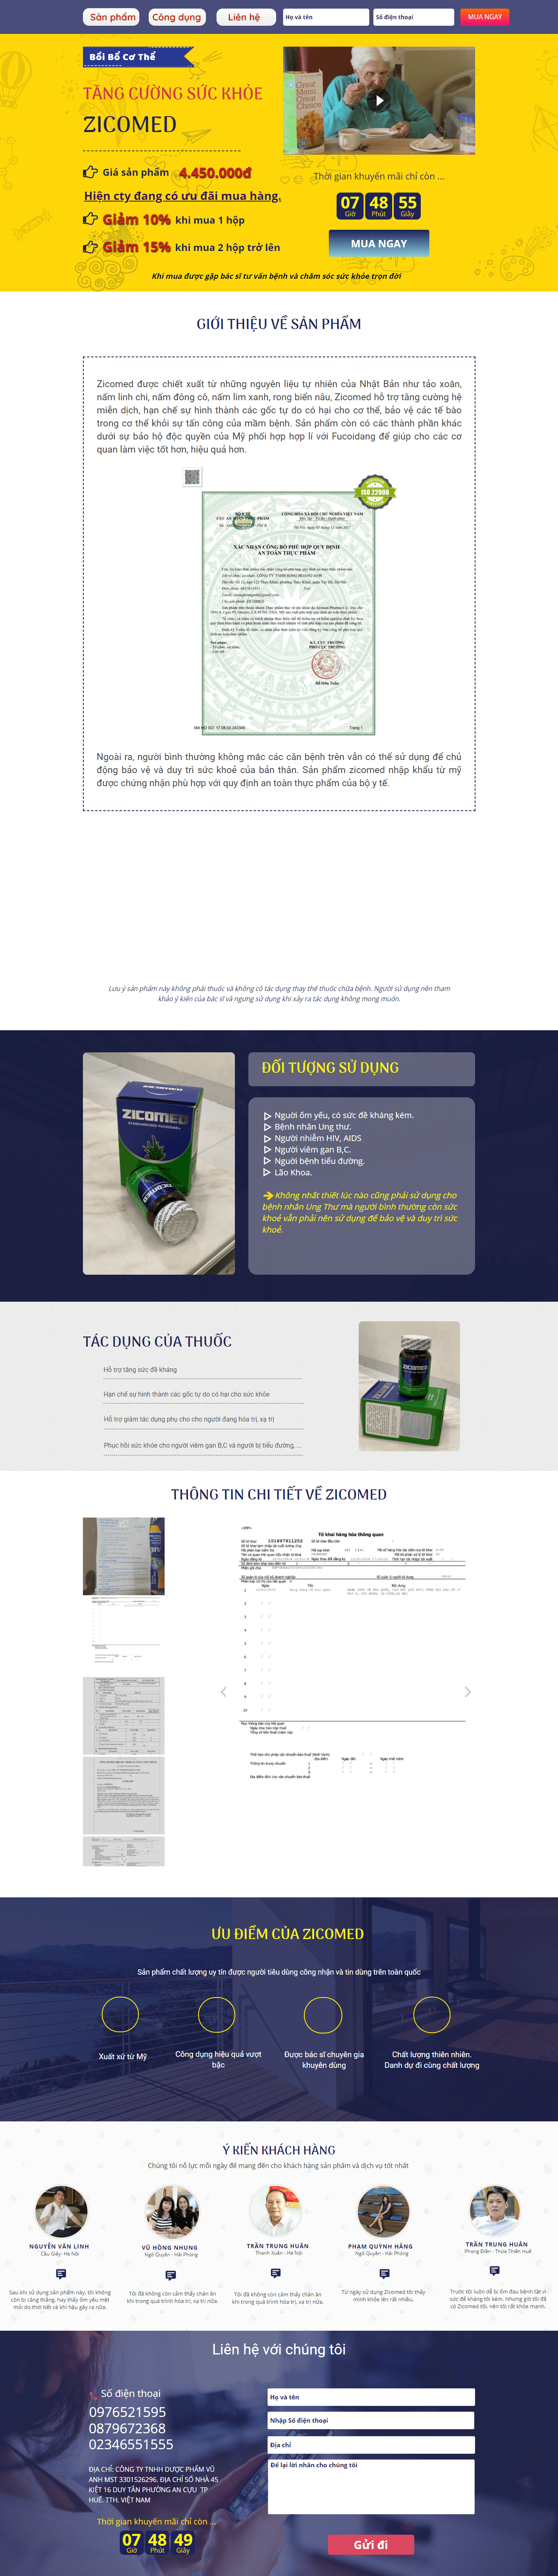 Sản phẩm
Công dụng
Liên hệ
Họ và tên
Số điện thoại
MUA NGAY
Bồi Bổ Cơ Thể
TĂNG CƯỜNG SỨC KHỎE
ZICOMED
Giá sản phẩm 4.450.000đ
Hiện cty đang có ưu đãi mua hàng.
Giảm 10% khi mua 1 hộp
Giảm 15% khi mua 2 hộp trở lên
Great
Menu.
Great
Value.
Thời gian khuyến mãi chỉ còn ...
07 48 55
Giờ Phút Giây
MUA NGAY
Khi mua được gặp bác sĩ tư vấn bệnh và chăm sóc sức khỏe trọn đời
GIỚI THIỆU VỀ SẢN PHẨM
Zicomed được chiết xuất từ những nguyên liệu tự nhiên của Nhật Bản như tảo xoắn,
nấm linh chi, nấm đông cô, nấm lim xanh, rong biển nâu, Zicomed hỗ trợ tăng cường hệ
miễn dịch, hạn chế sự hình thành các gốc tự do có hại cho cơ thể, bảo vệ các tế bào
trong cơ thể khỏi sự tấn công của mầm bệnh. Sản phẩm còn có các thành phần khác
dưới sự bảo hộ độc quyền của Mỹ phối hợp hợp lí với Fucoidang để giúp cho các cơ
quan làm việc tốt hơn, hiệu quả hơn.
ISO 22000
CỘNG HÒA XÃ HỘI CHỦ NGHĨA VIỆT NAM
XÁC NHẬN CÔNG BỐ PHÙ HỢP QUY ĐỊNH
AN TOÀN THỰC PHẨM
KT. CỤC TRƯỞNG
PHÓ CỤC TRƯỞNG
Trang 1
Ngoài ra, người bình thường không mắc các căn bệnh trên vẫn có thể sử dụng để chủ
động bảo vệ và duy trì sức khoẻ của bản thân. Sản phẩm zicomed nhập khẩu từ mỹ
được chứng nhận phù hợp với quy định an toàn thực phẩm của bộ y tế.
Lưu ý sản phẩm này không phải thuốc và không có tác dụng thay thế thuốc chữa bệnh. Người sử dụng nên tham
khảo ý kiến của bác sĩ và ngưng sử dụng khi xảy ra tác dụng không mong muốn.
ZICOMED
ĐỐI TƯỢNG SỬ DỤNG
Người ốm yếu, có sức đề kháng kém.
Bệnh nhân Ung thư.
Người nhiễm HIV, AIDS
Người viêm gan B,C.
Người bệnh tiểu đường.
Lão Khoa.
Không nhất thiết lúc nào cũng phải sử dụng cho
bệnh nhân Ung Thư mà người bình thường còn sức
khoẻ vẫn phải nên sử dụng để bảo vệ và duy trì sức
khoẻ.
TÁC DỤNG CỦA THUỐC
Hỗ trợ tăng sức đề kháng
Hạn chế sự hình thành các gốc tự do có hại cho sức khỏe
Hỗ trợ giảm tác dụng phụ cho cho người đang hóa trị, xạ trị
Phục hồi sức khỏe cho người viêm gan B,C và người bị tiểu đường, ...
ZICOMED
THÔNG TIN CHI TIẾT VỀ ZICOMED
Tờ khai hàng hóa thông quan
ƯU ĐIỂM CỦA ZICOMED
Sản phẩm chất lượng uy tín được người tiêu dùng công nhận và tin dùng trên toàn quốc
Xuất xứ từ Mỹ
Công dụng hiệu quả vượt
bậc
Được bác sĩ chuyên gia
khuyên dùng
Chất lượng thiên nhiên.
Danh dự đi cùng chất lượng
Ý KIẾN KHÁCH HÀNG
Chúng tôi nỗ lực mỗi ngày để mang đến cho khách hàng sản phẩm và dịch vụ tốt nhất
NGUYỄN VĂN LINH
Cầu Giấy- Hà Nội
Sau khi sử dụng sản phẩm này, tôi không
còn bị căng thẳng, hay thấy ốm yếu mệt
mỏi do thời tiết và khí hậu gây ra nữa.
VŨ HỒNG NHUNG
Ngô Quyền - Hải Phòng
Tôi đã không còn cảm thấy chán ăn
khi trong quá trình hóa trị, xạ trị nữa.
TRẦN TRUNG HUẤN
Thanh Xuân - Hà Nội
Tôi đã không còn cảm thấy chán ăn
khi trong quá trình hóa trị, xạ trị nữa.
PHẠM QUỲNH HẰNG
Ngô Quyền - Hải Phòng
Từ ngày sử dụng Zicomed tôi thấy
mình khỏe lên rất nhiều.
TRẦN TRUNG HUẤN
Phong Điền - Thừa Thiên Huế
Trước tôi luôn dễ bị ốm đau bệnh tật vì
sức đề kháng tôi kém. Nhưng giờ tôi đã
có Zicomed tôi. nên tôi rất khỏe mạnh.
Liên hệ với chúng tôi
Số điện thoại
0976521595
0879672368
02346551555
ĐỊA CHỈ: CÔNG TY TNHH DƯỢC PHẨM VŨ
ANH MST 3301526296. ĐỊA CHỈ SỐ NHÀ 45
KIỆT 16 DUY TÂN PHƯỜNG AN CỰU TP
HUẾ. TTH. VIỆT NAM
Thời gian khuyến mãi chỉ còn ...
07 48 49
Giờ Phút Giây
Họ và tên
Nhập Số điện thoại
Địa chỉ
Để lại lời nhắn cho chúng tôi
Gửi đi